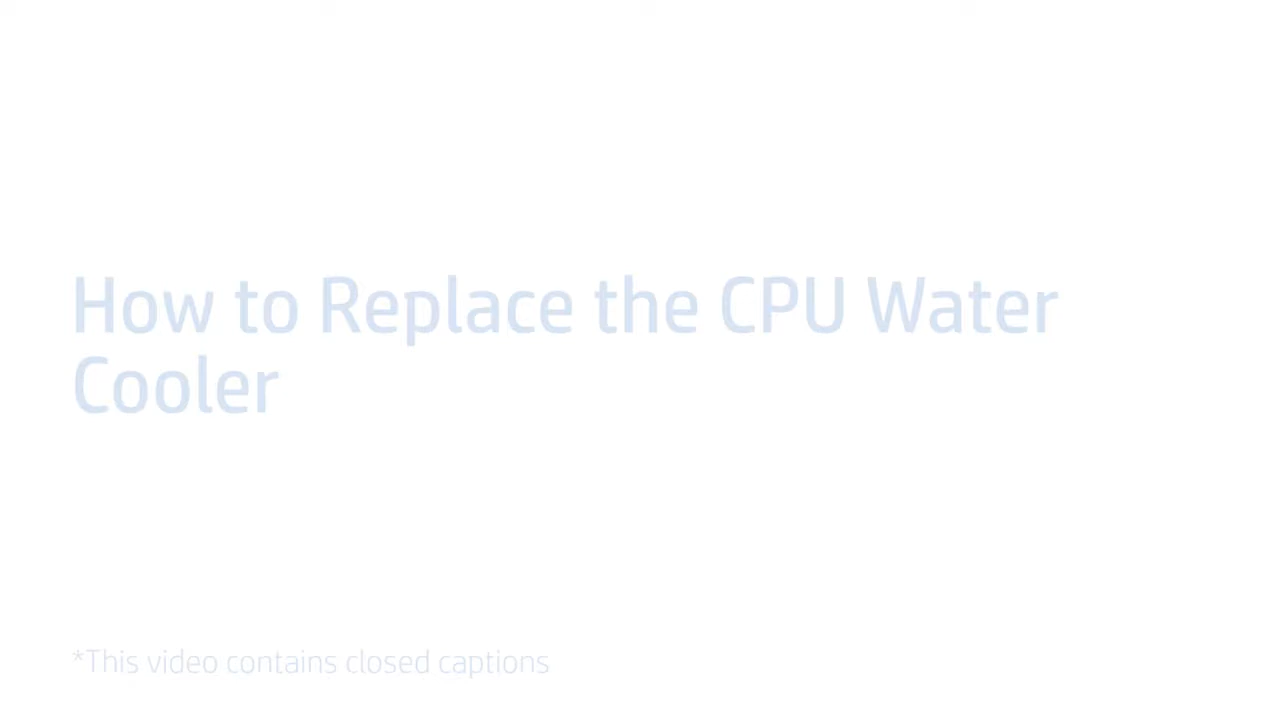 How to Replace the CPU Water
Cooler
*This video contains closed captions